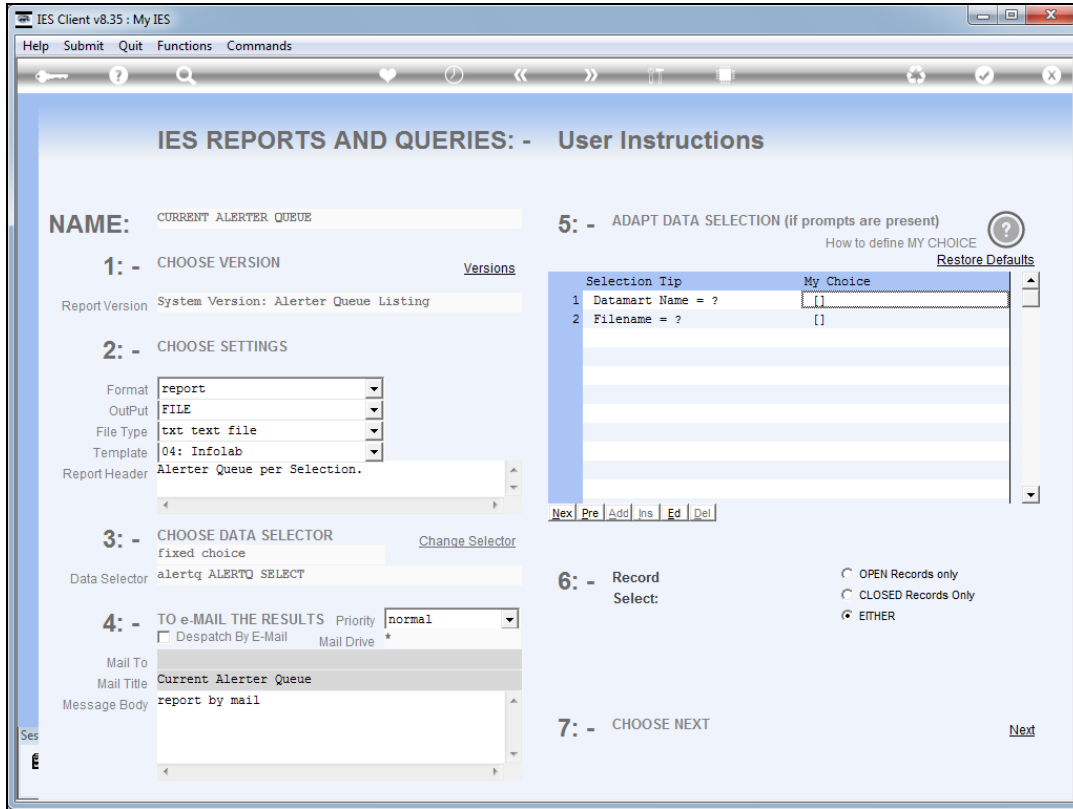 IES Client v8.35 : My IES
Help Submit Quit Functions Commands
IES REPORTS AND QUERIES: - User Instructions
NAME: CURRENT ALERTER QUEUE
1: - CHOOSE VERSION Versions
Report Version System Version: Alerter Queue Listing
2: - CHOOSE SETTINGS
Format report
OutPut FILE
File Type txt text file
Template 04: Infolab
Report Header Alerter Queue per Selection.
3: - CHOOSE DATA SELECTOR Change Selector
fixed choice
Data Selector alertq ALERTQ SELECT
4: - TO e-MAIL THE RESULTS Priority normal
Despatch By E-Mail Mail Drive *
Mail To
Mail Title Current Alerter Queue
Message Body report by mail
5: - ADAPT DATA SELECTION (if prompts are present)
How to define MY CHOICE ?
Restore Defaults
Selection Tip My Choice
1 Datamart Name = ? []
2 Filename = ? []
Nex Pre Add Ins Ed Del
6: - Record Select:
OPEN Records only
CLOSED Records Only
EITHER
7: - CHOOSE NEXT Next
Ses